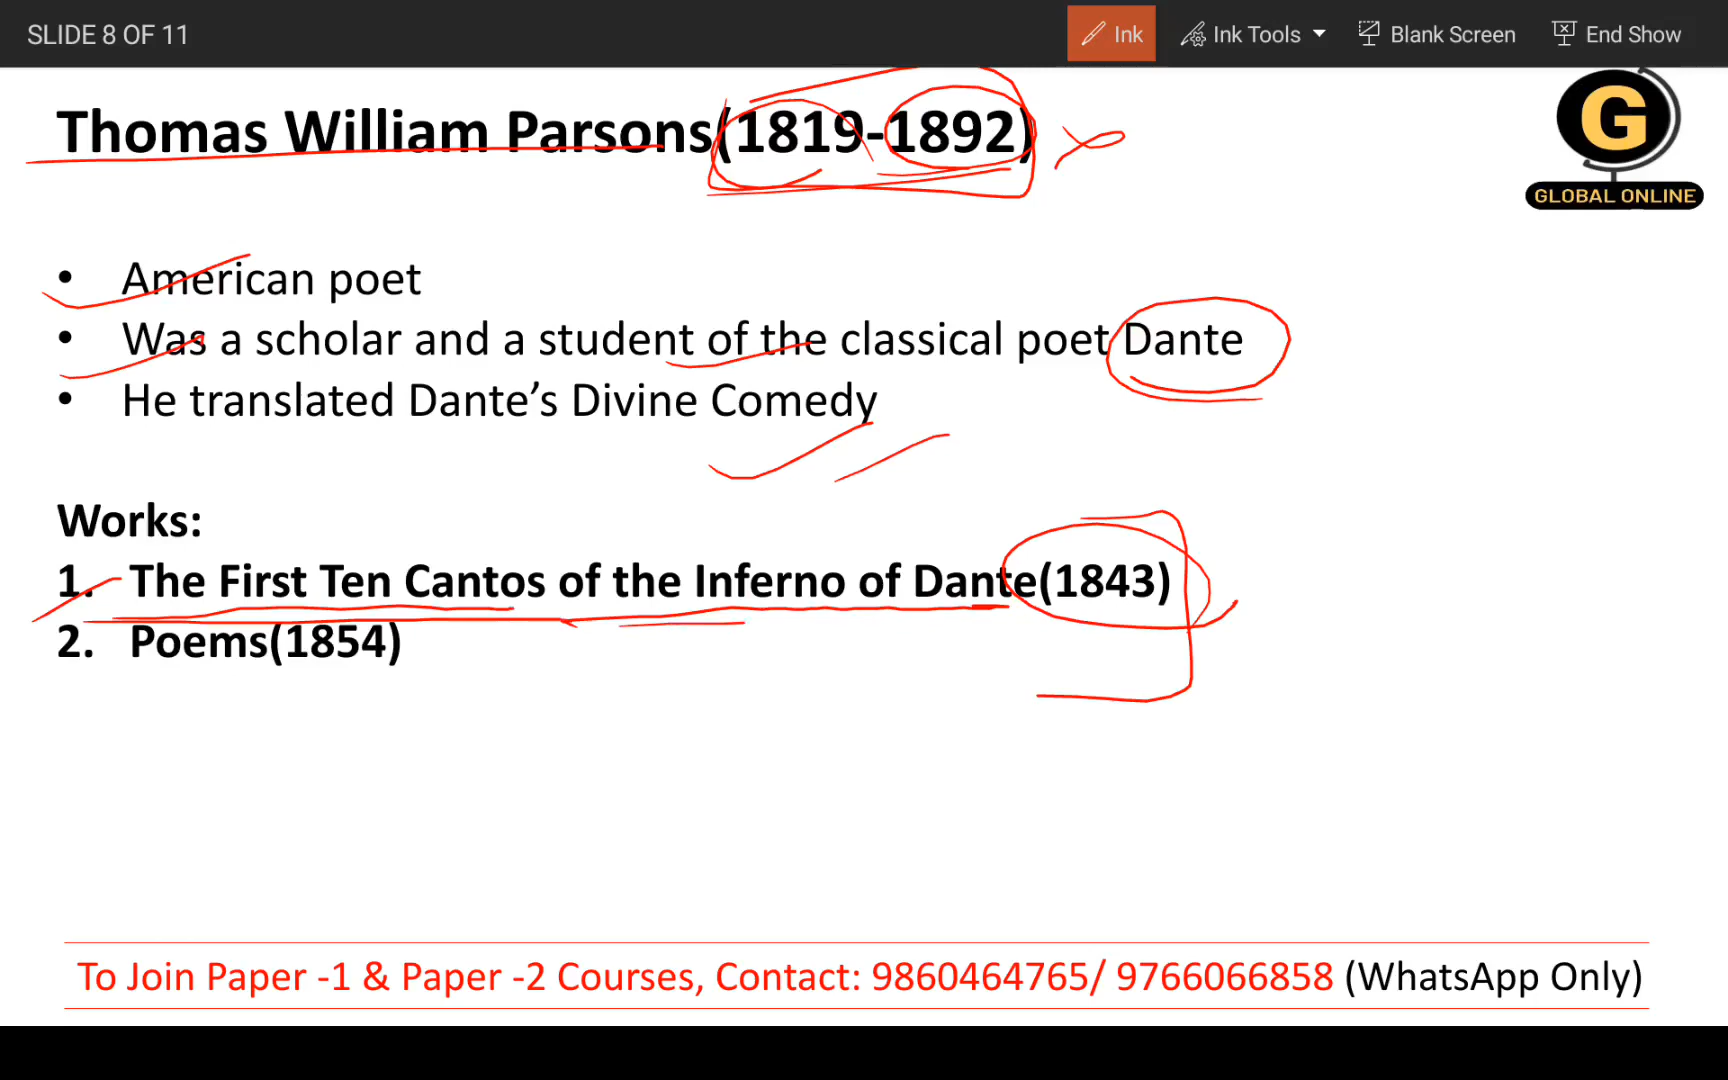 SLIDE 8 OF 11
Ink
Ink Tools
Blank Screen
End Show
Thomas William Parsons(1819-1892)
G
GLOBAL ONLINE
• American poet
• Was a scholar and a student of the classical poet Dante
• He translated Dante’s Divine Comedy
Works:
1. The First Ten Cantos of the Inferno of Dante(1843)
2. Poems(1854)
To Join Paper -1 & Paper -2 Courses, Contact: 9860464765/ 9766066858 (WhatsApp Only)